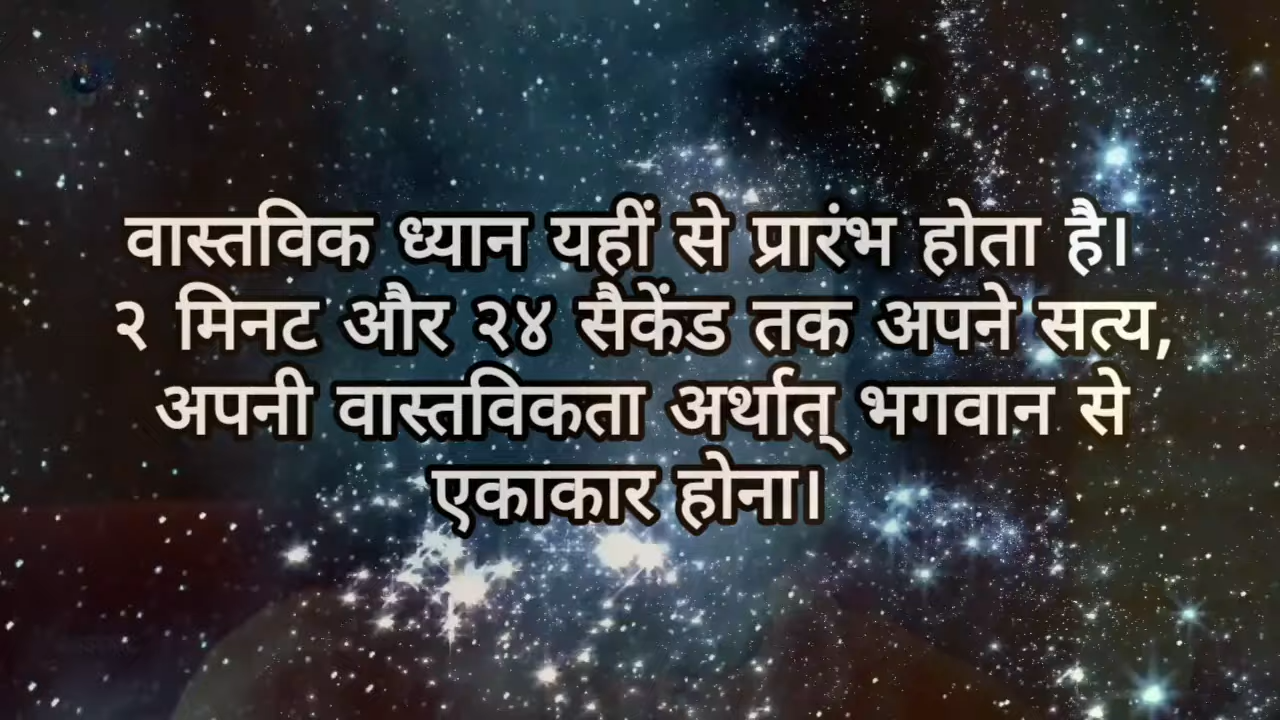 वास्तविक ध्यान यहीं से प्रारंभ होता है।
२ मिनट और २४ सैकेंड तक अपने सत्य,
अपनी वास्तविकता अर्थात् भगवान से
एकाकार होना।